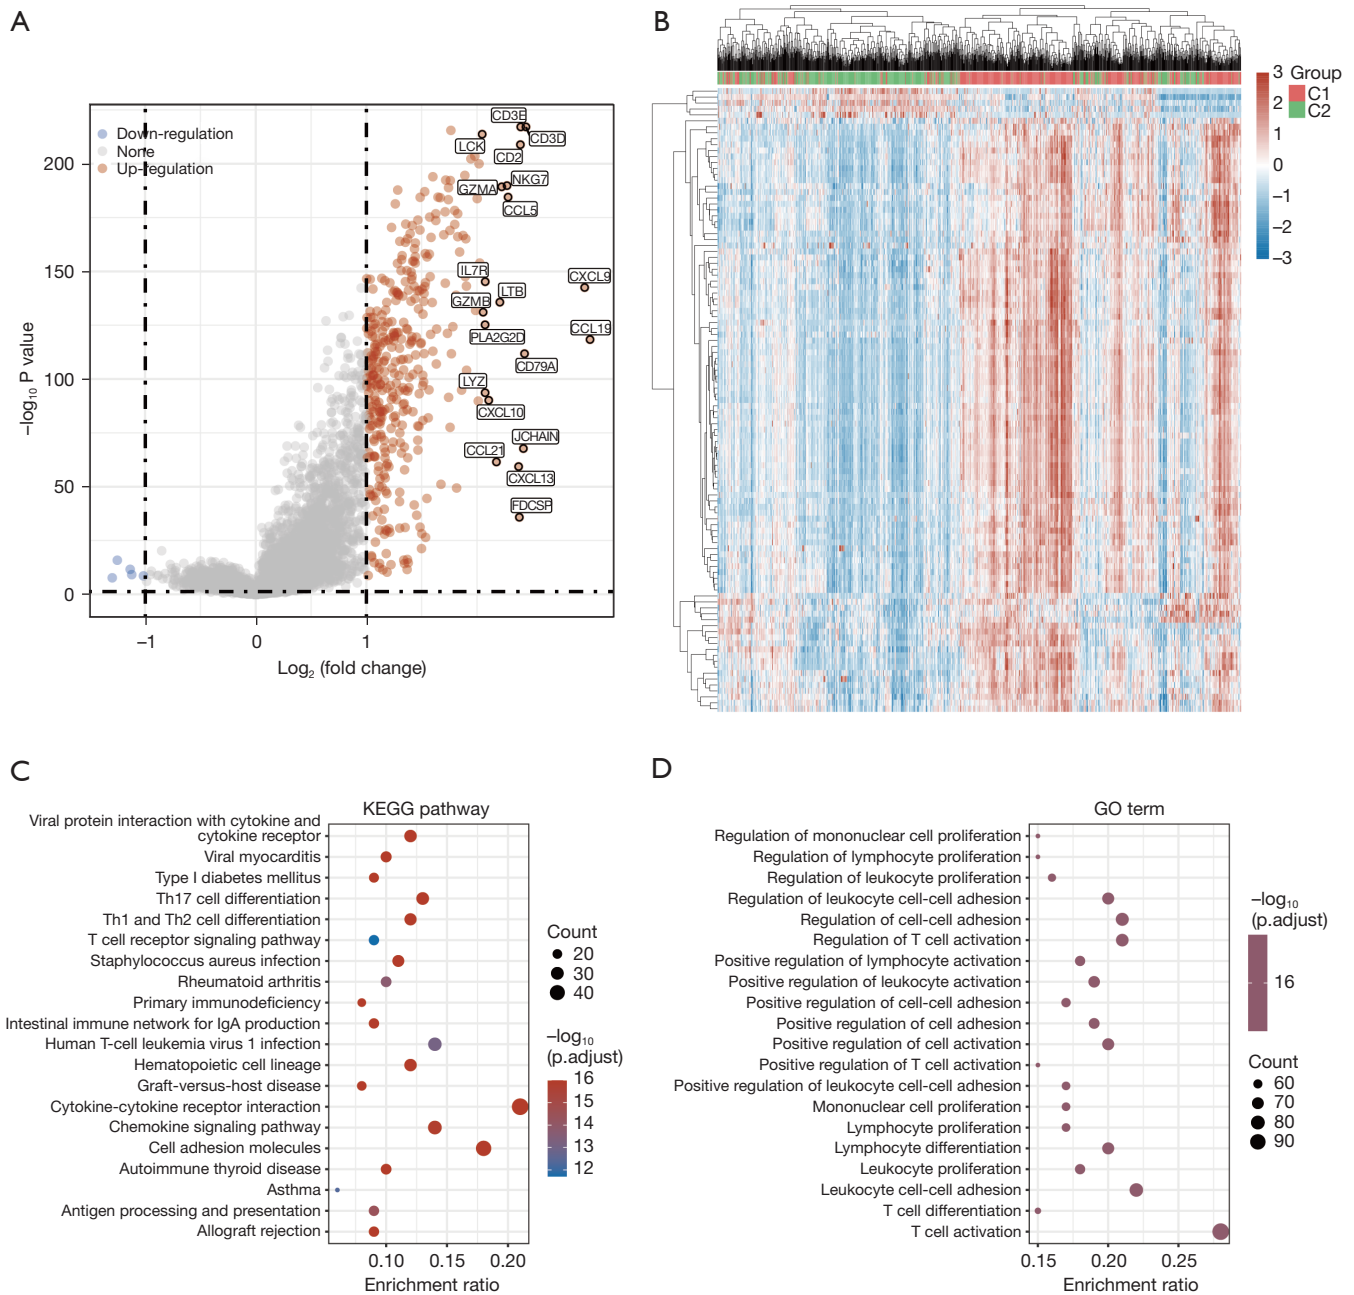 A
Down-regulation
None
Up-regulation
CD3E
CD3D
LCK
CD2
NKG7
GZMA
CCL5
IL7R
CXCL9
LTB
GZMB
CCL19
PLA2G2D
CD79A
LYZ
CXCL10
JCHAIN
CCL21
CXCL13
FDCSP
200
150
100
50
0
−log10 P value
−1
0
1
Log2 (fold change)
B
3
2
1
0
−1
−2
−3
Group
C1
C2
C
KEGG pathway
Viral protein interaction with cytokine and
cytokine receptor
Viral myocarditis
Type I diabetes mellitus
Th17 cell differentiation
Th1 and Th2 cell differentiation
T cell receptor signaling pathway
Staphylococcus aureus infection
Rheumatoid arthritis
Primary immunodeficiency
Intestinal immune network for IgA production
Human T-cell leukemia virus 1 infection
Hematopoietic cell lineage
Graft-versus-host disease
Cytokine-cytokine receptor interaction
Chemokine signaling pathway
Cell adhesion molecules
Autoimmune thyroid disease
Asthma
Antigen processing and presentation
Allograft rejection
0.10
0.15
0.20
Enrichment ratio
Count
20
30
40
−log10
(p.adjust)
16
15
14
13
12
D
GO term
Regulation of mononuclear cell proliferation
Regulation of lymphocyte proliferation
Regulation of leukocyte proliferation
Regulation of leukocyte cell-cell adhesion
Regulation of cell-cell adhesion
Regulation of T cell activation
Positive regulation of lymphocyte activation
Positive regulation of leukocyte activation
Positive regulation of cell-cell adhesion
Positive regulation of cell adhesion
Positive regulation of cell activation
Positive regulation of T cell activation
Positive regulation of leukocyte cell-cell adhesion
Mononuclear cell proliferation
Lymphocyte proliferation
Lymphocyte differentiation
Leukocyte proliferation
Leukocyte cell-cell adhesion
T cell differentiation
T cell activation
0.15
0.20
0.25
Enrichment ratio
−log10
(p.adjust)
16
Count
60
70
80
90